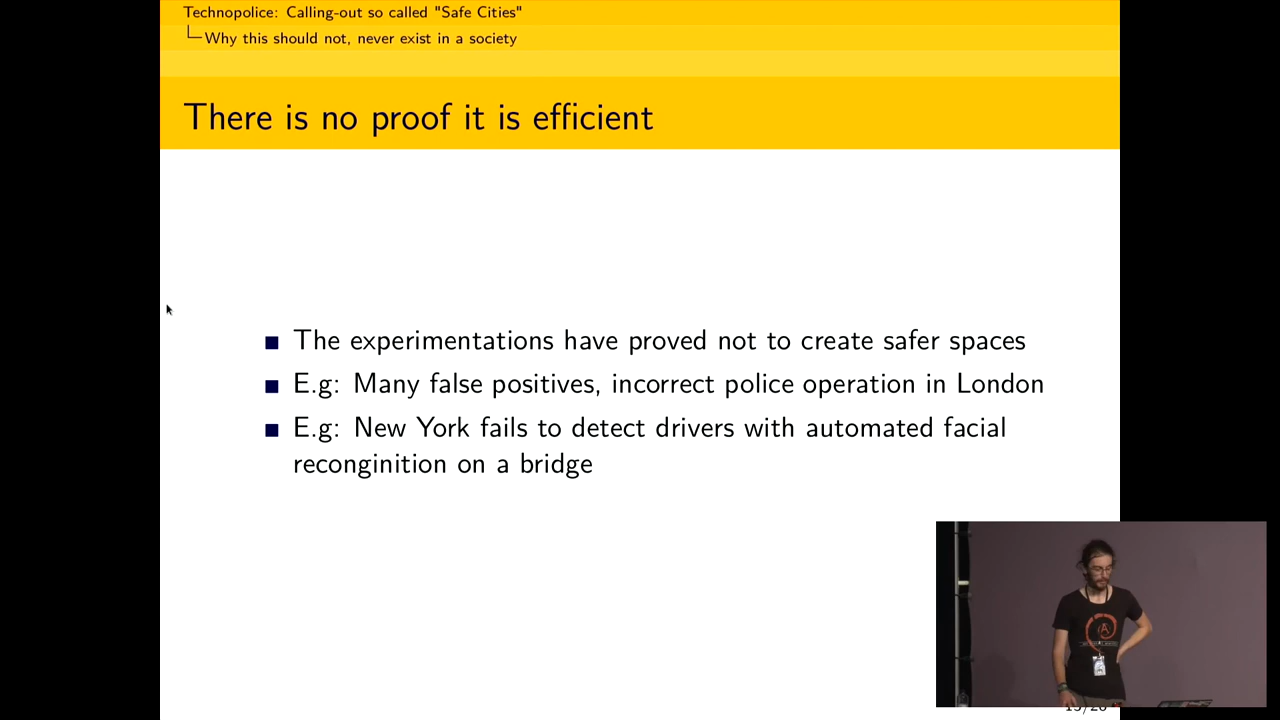 Technopolice: Calling-out so called "Safe Cities"
Why this should not, never exist in a society
There is no proof it is efficient
The experimentations have proved not to create safer spaces
E.g: Many false positives, incorrect police operation in London
E.g: New York fails to detect drivers with automated facial
reconginition on a bridge